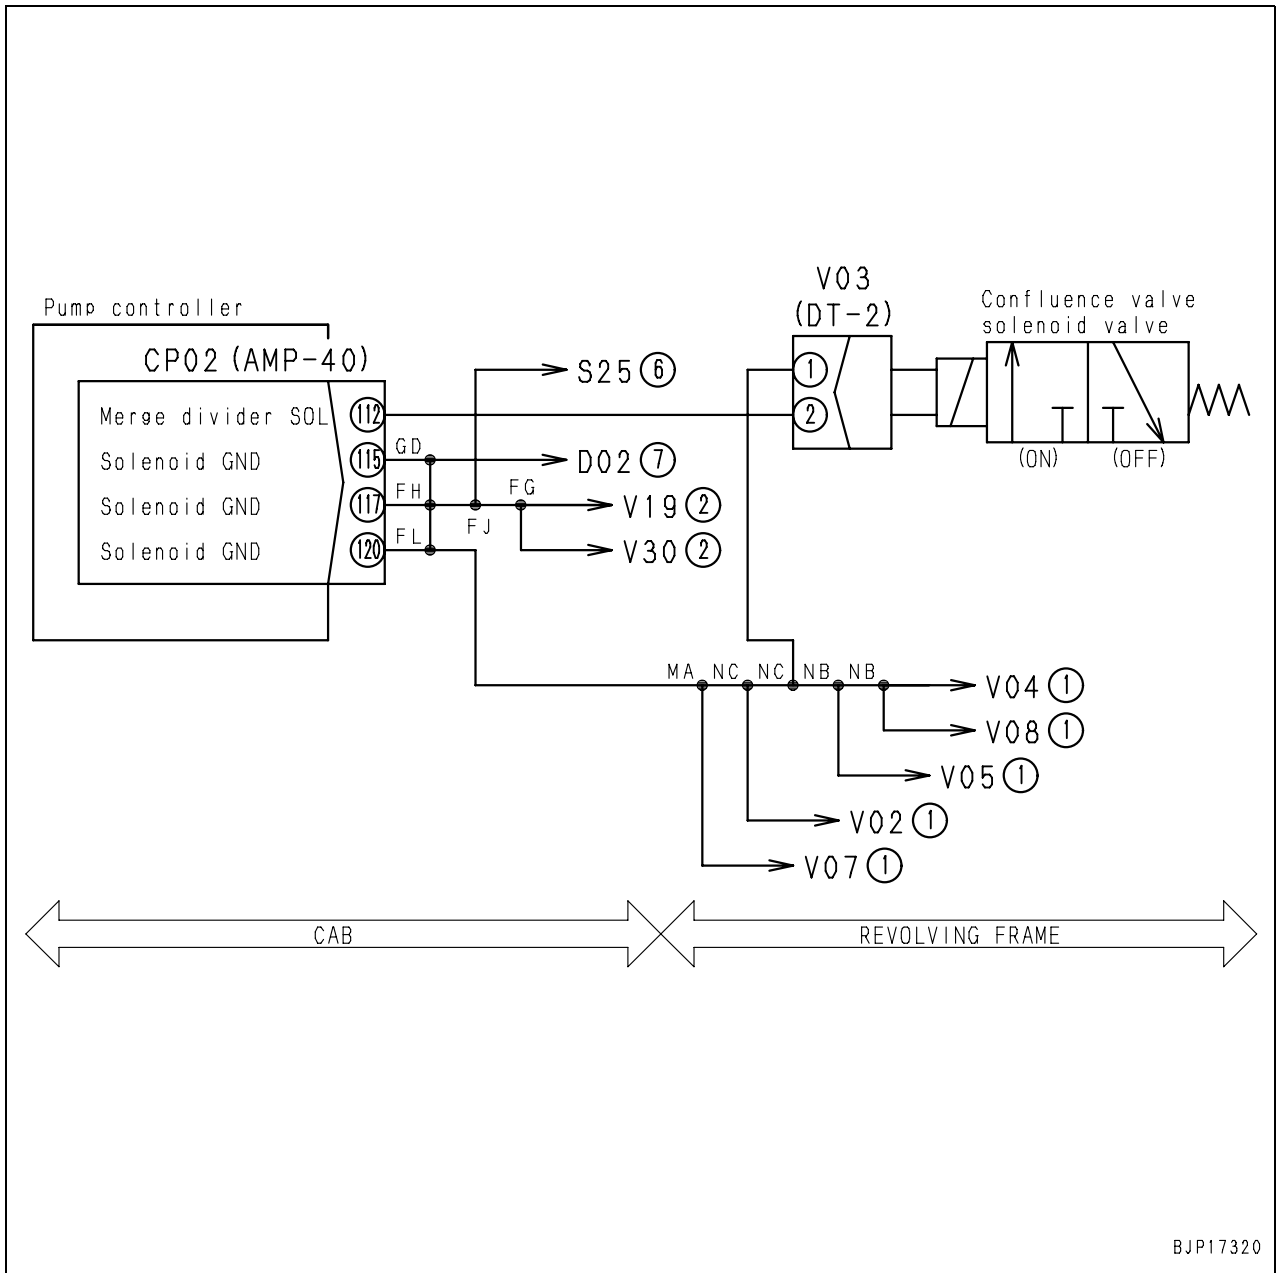 Pump controller
CP02 (AMP-40)
Merge divider SOL 112
Solenoid GND 115
Solenoid GND 117
Solenoid GND 120
GD
FH
FL
FJ
FG
S25 6
D02 7
V19 2
V30 2
V03
(DT-2)
1
2
Confluence valve
solenoid valve
(ON) (OFF)
MA NC NC NB NB
V04 1
V08 1
V05 1
V02 1
V07 1
CAB
REVOLVING FRAME
BJP17320